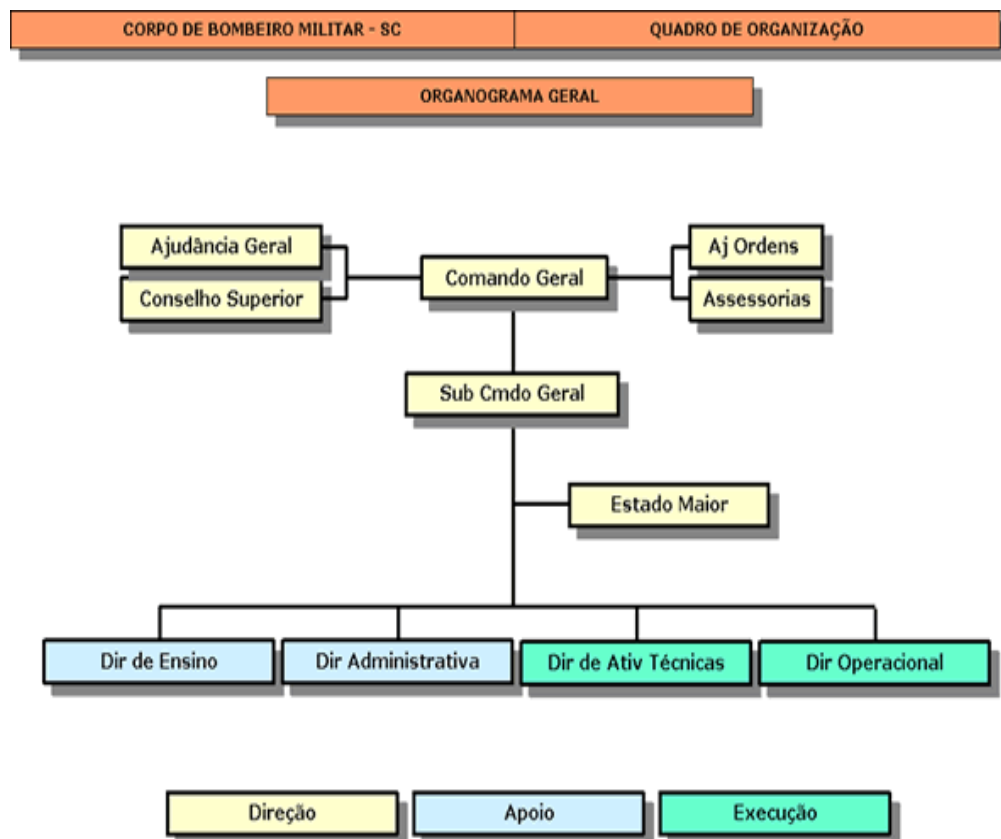 CORPO DE BOMBEIRO MILITAR - SC
QUADRO DE ORGANIZAÇÃO
ORGANOGRAMA GERAL
Ajudância Geral
Conselho Superior
Comando Geral
Aj Ordens
Assessorias
Sub Cmdo Geral
Estado Maior
Dir de Ensino
Dir Administrativa
Dir de Ativ Técnicas
Dir Operacional
Direção
Apoio
Execução